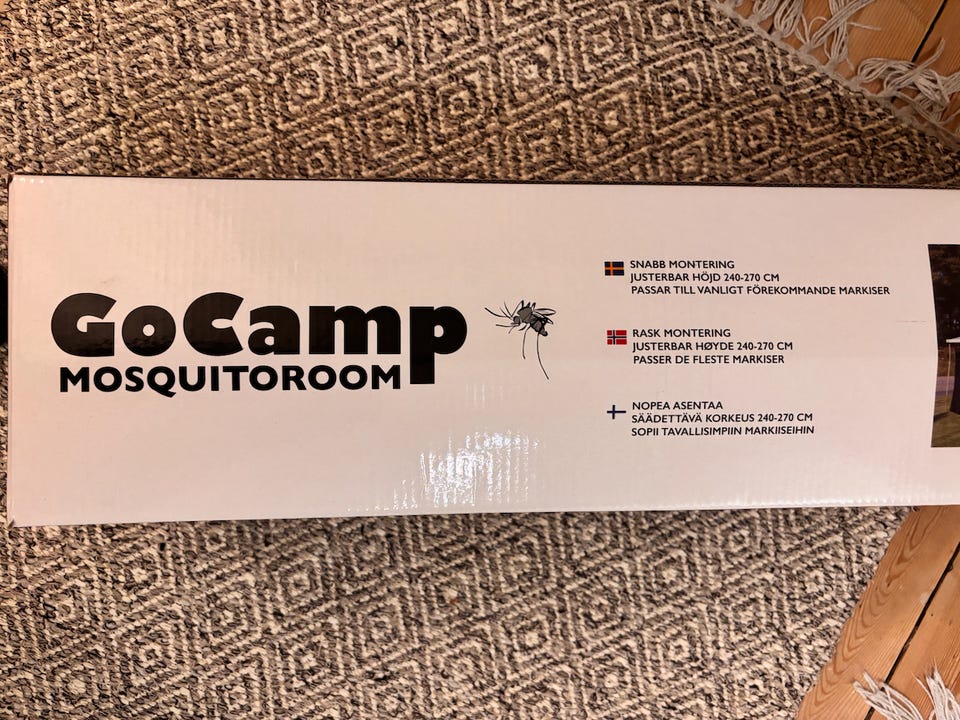 GoCamp
MOSQUITOROOM
SNABB MONTERING
JUSTERBAR HÖJD 240-270 CM
PASSAR TILL VANLIGT FÖREKOMMANDE MARKISER
RASK MONTERING
JUSTERBAR HØYDE 240-270 CM
PASSER DE FLESTE MARKISER
NOPEA ASENTAA
SÄÄDETTÄVÄ KORKEUS 240-270 CM
SOPII TAVALLISIMPIIN MARKIISEIHIN